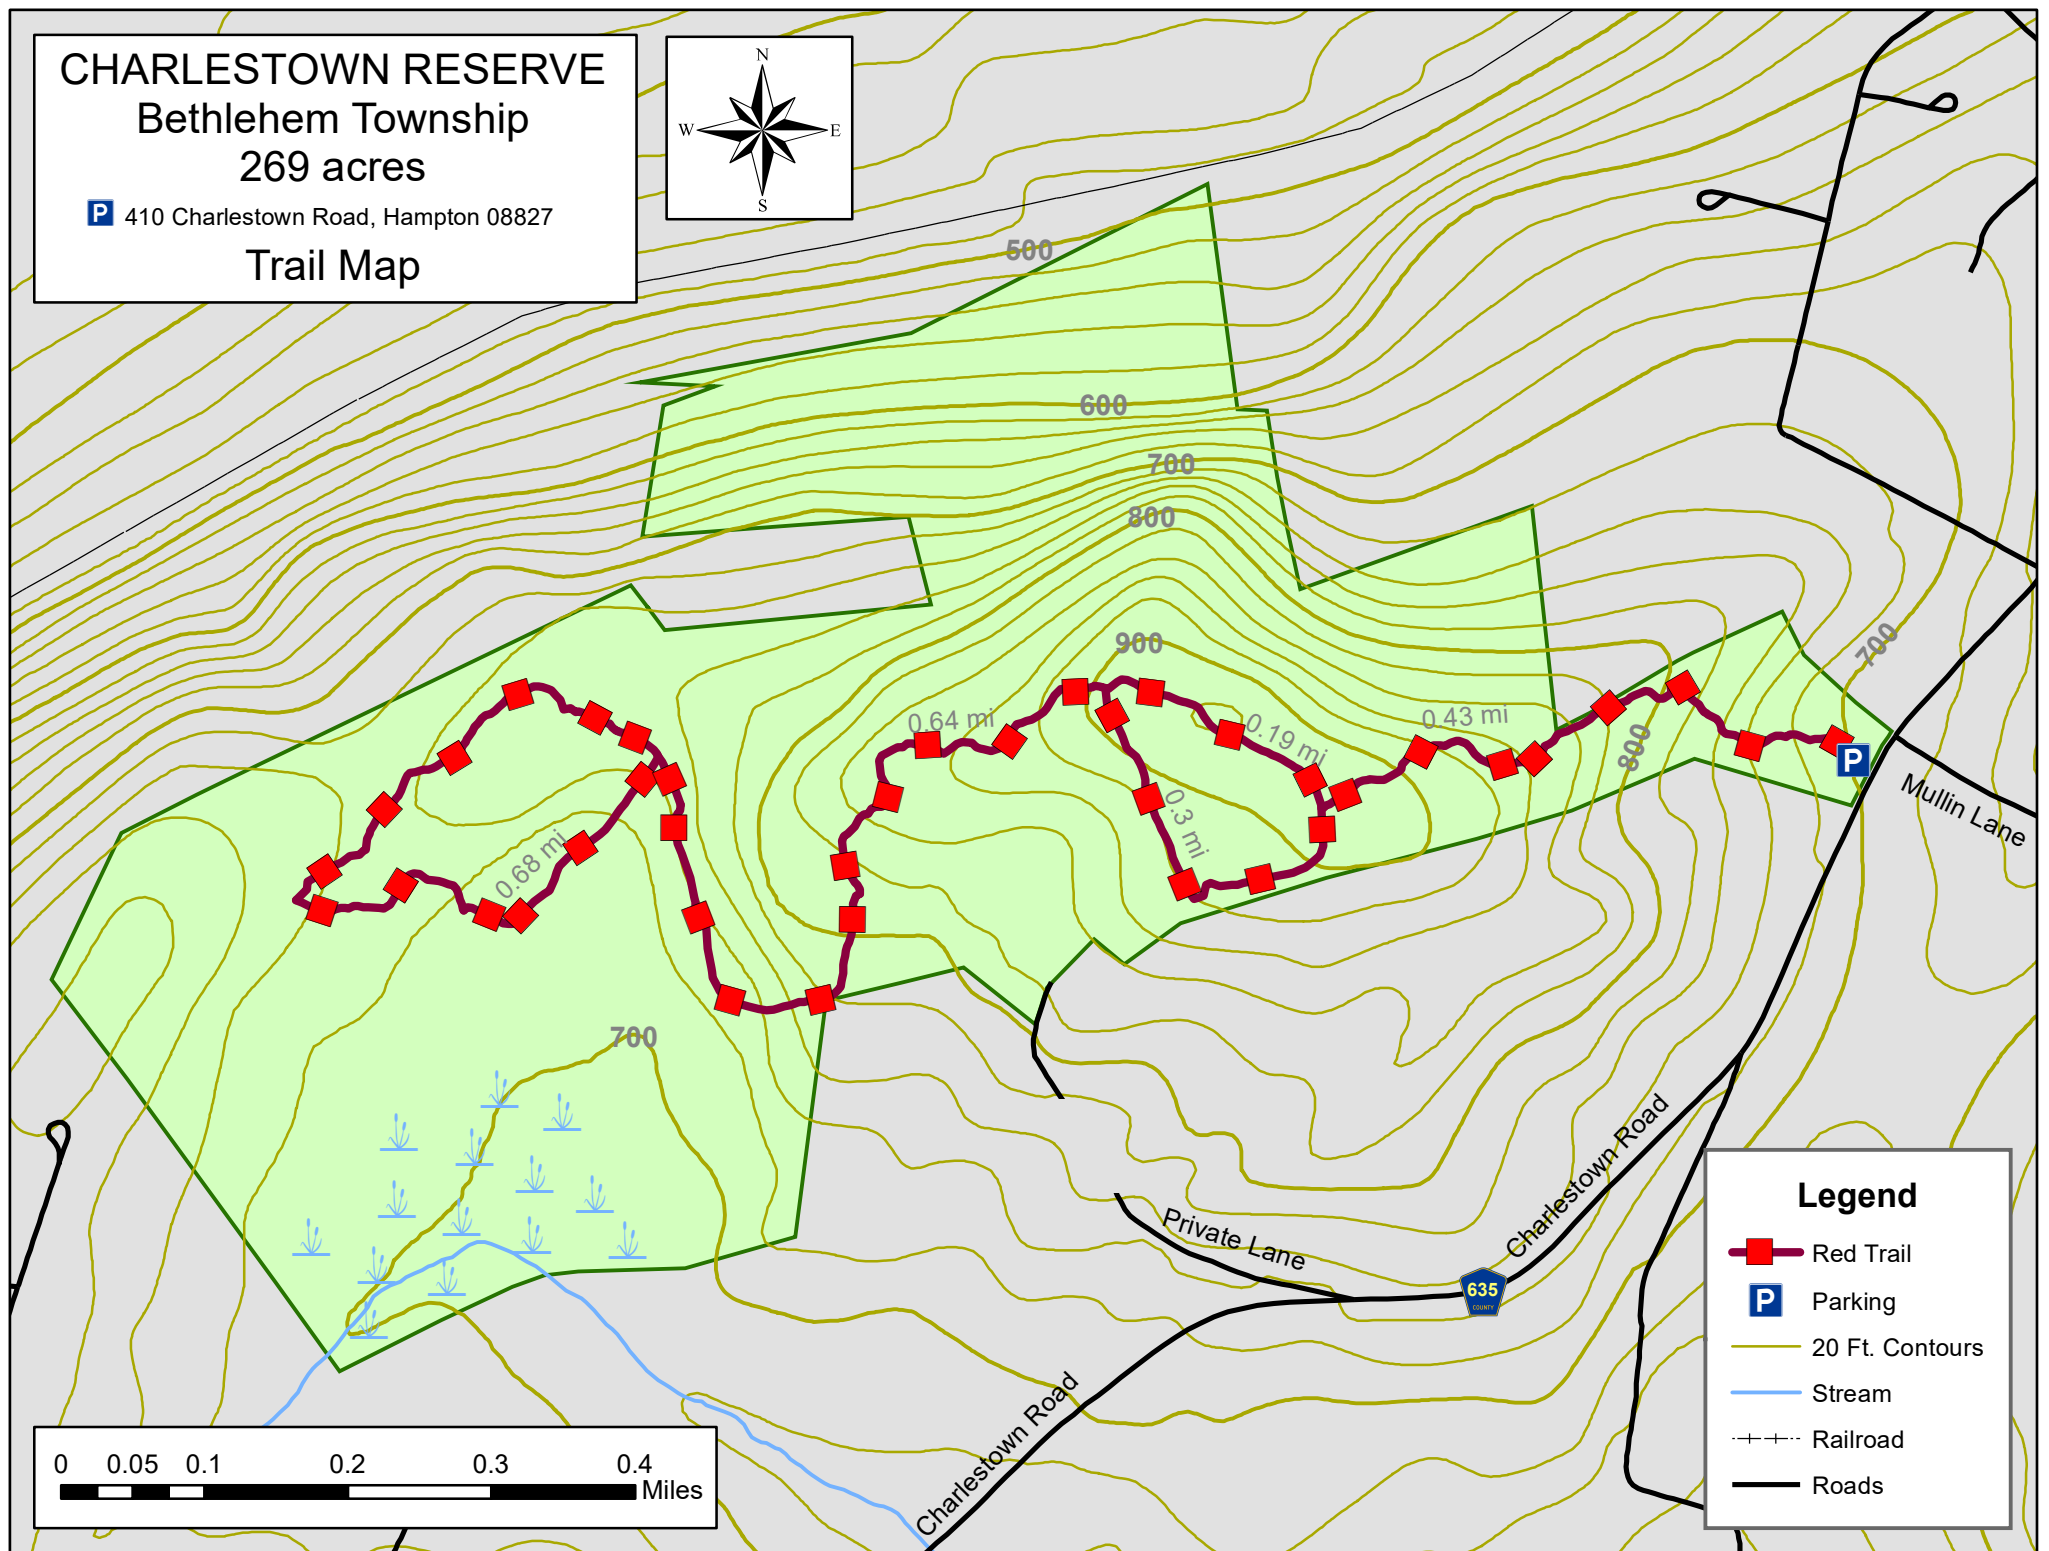 CHARLESTOWN RESERVE
Bethlehem Township
269 acres
P 410 Charlestown Road, Hampton 08827
Trail Map
N
W E
S
500
600
700
800
900
700
0.64 mi
0.19 mi
0.43 mi
800
P
0.3 mi
0.68 mi
Mullin Lane
700
Charlestown Road
Private Lane
635
COUNTY
Charlestown Road
Legend
Red Trail
P Parking
20 Ft. Contours
Stream
Railroad
Roads
0 0.05 0.1 0.2 0.3 0.4
Miles